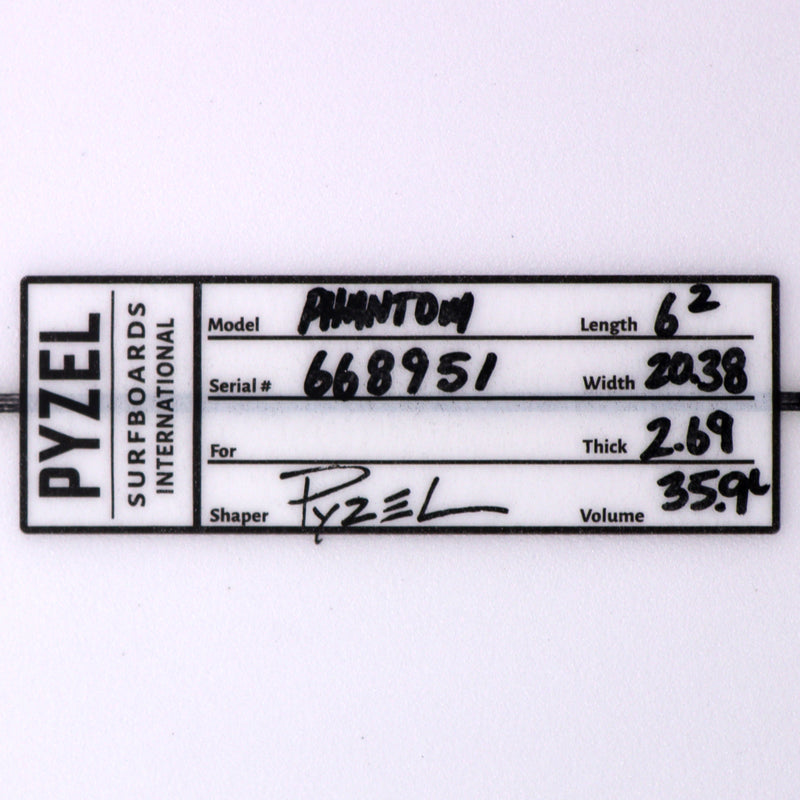 PYZEL
SURFBOARDS
INTERNATIONAL
Model PHANTOM Length 6 2
Serial # 668951 Width 20.38
For Thick 2.69
Shaper PYZEL Volume 35.9L